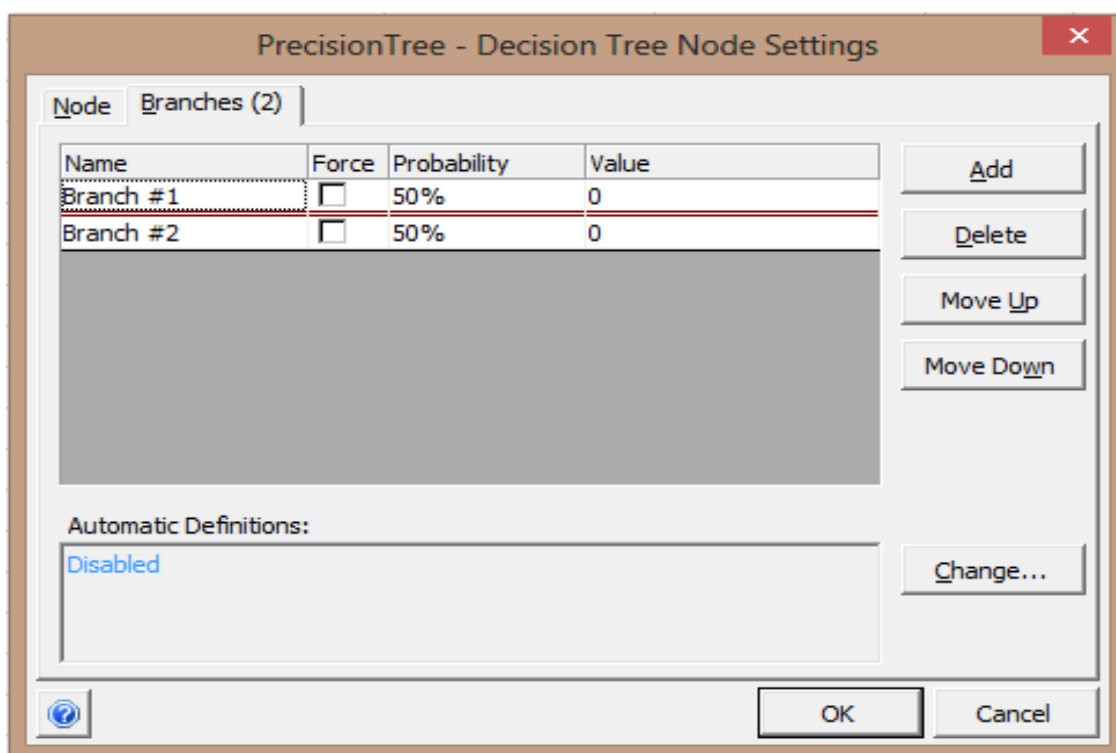 PrecisionTree - Decision Tree Node Settings
Node Branches (2)
Name Force Probability Value
Branch #1 50% 0
Branch #2 50% 0
Add
Delete
Move Up
Move Down
Automatic Definitions:
Disabled
Change...
OK Cancel